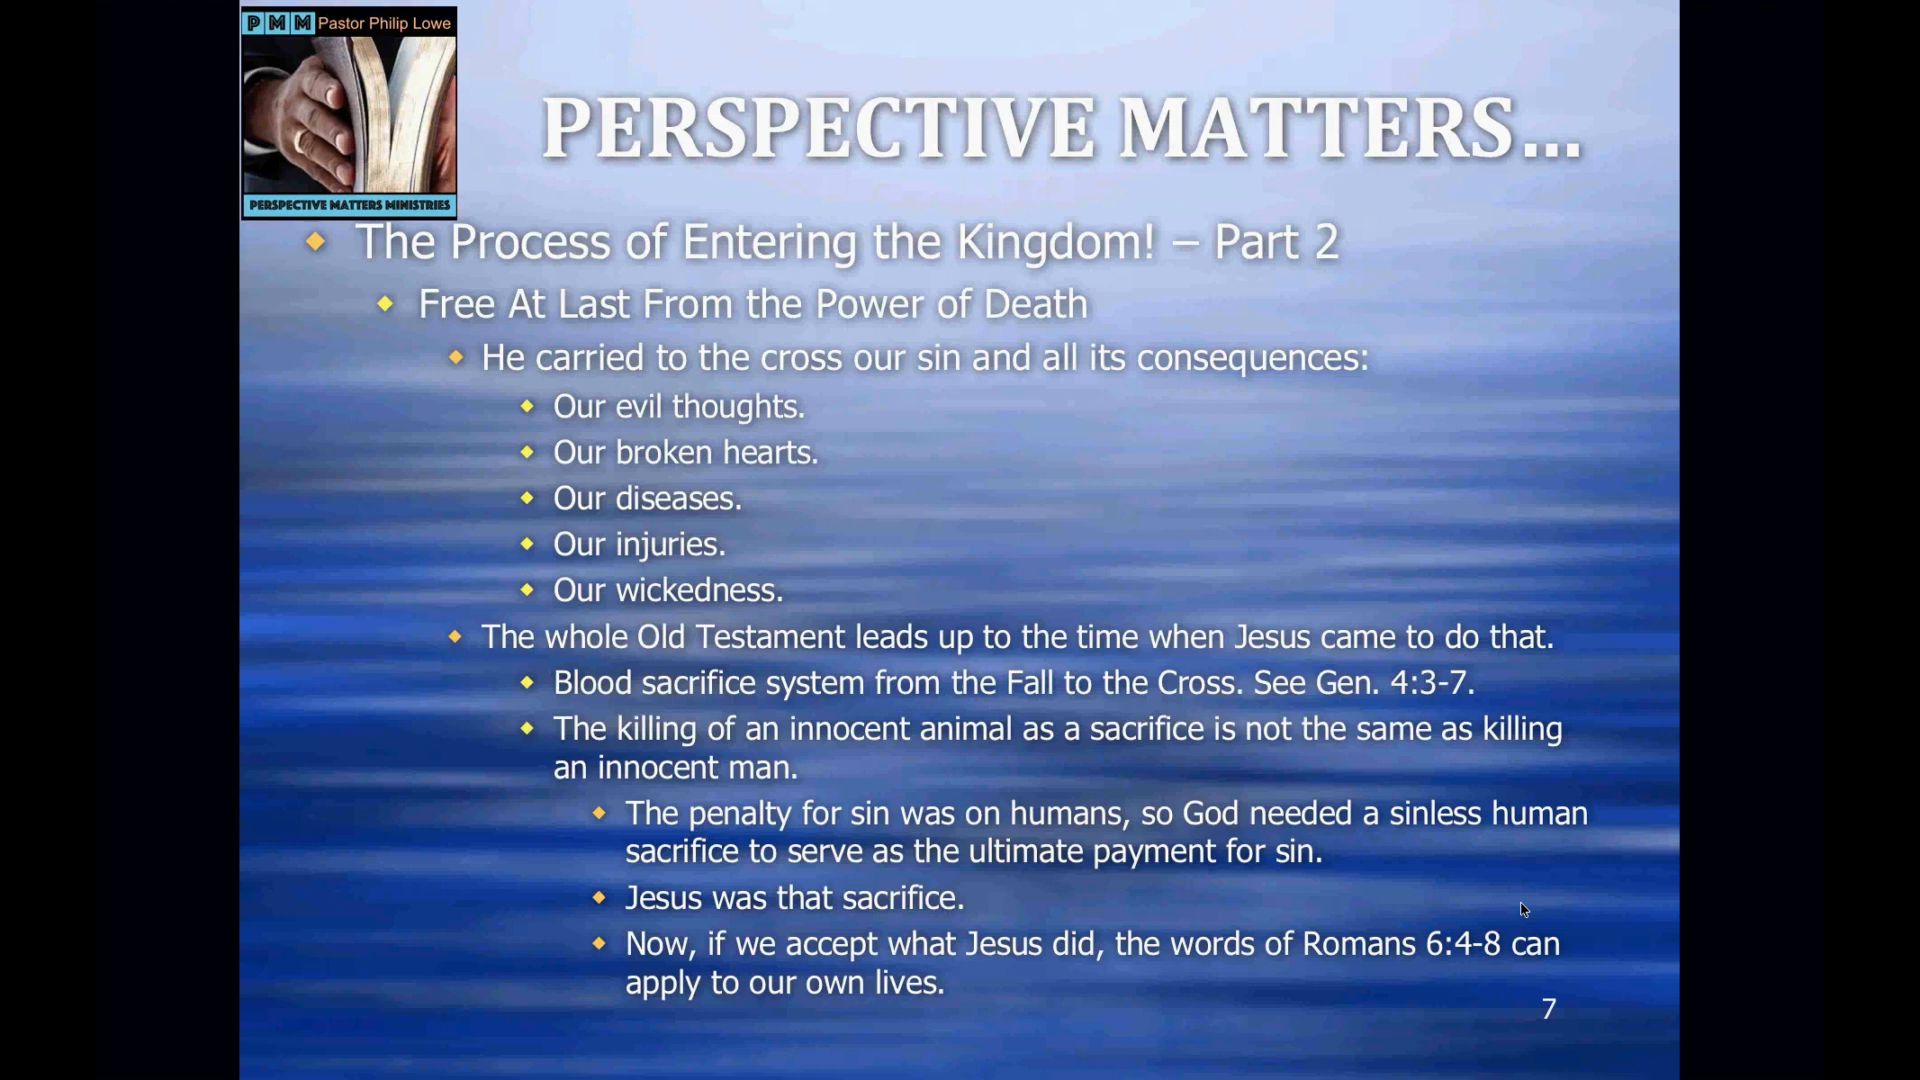 PMM Pastor Philip Lowe
PERSPECTIVE MATTERS MINISTRIES
PERSPECTIVE MATTERS...
The Process of Entering the Kingdom! – Part 2
Free At Last From the Power of Death
He carried to the cross our sin and all its consequences:
Our evil thoughts.
Our broken hearts.
Our diseases.
Our injuries.
Our wickedness.
The whole Old Testament leads up to the time when Jesus came to do that.
Blood sacrifice system from the Fall to the Cross. See Gen. 4:3-7.
The killing of an innocent animal as a sacrifice is not the same as killing
an innocent man.
The penalty for sin was on humans, so God needed a sinless human
sacrifice to serve as the ultimate payment for sin.
Jesus was that sacrifice.
Now, if we accept what Jesus did, the words of Romans 6:4-8 can
apply to our own lives.
7